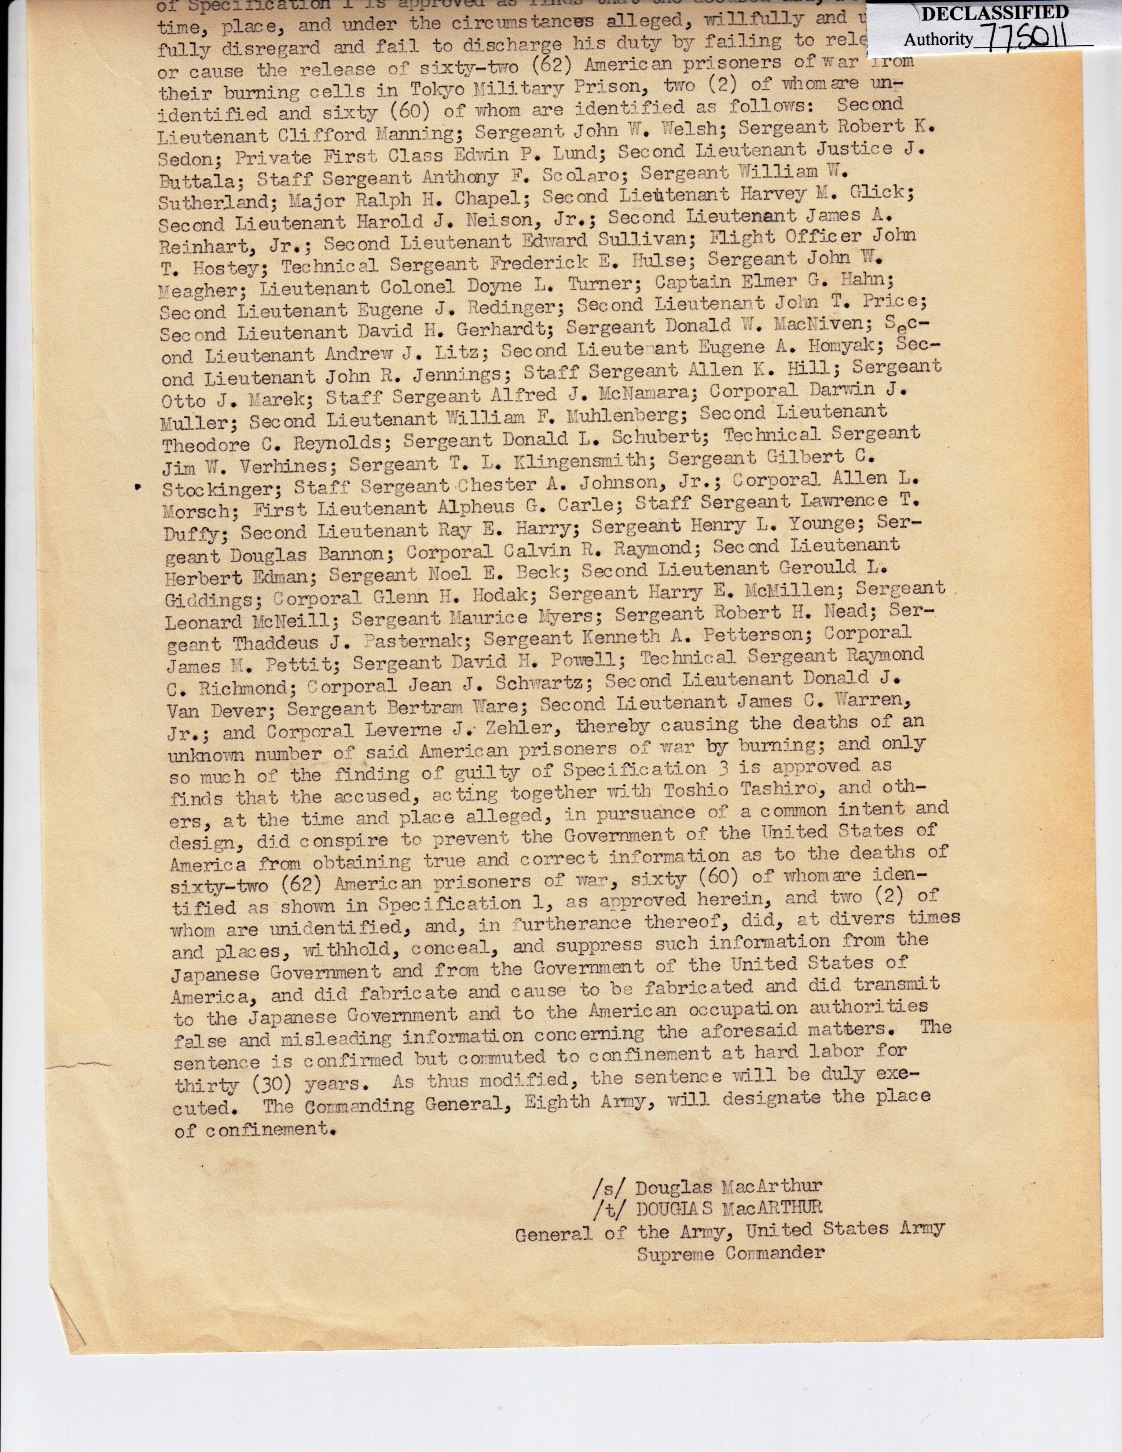 of Specification 1 is approved as finds that the accused
DECLASSIFIED
time, place, and under the circumstances alleged, willfully and
Authority 775011
fully disregard and fail to discharge his duty by failing to rele
or cause the release of sixty-two (62) American prisoners of war from
their burning cells in Tokyo Military Prison, two (2) of whom are un-
identified and sixty (60) of whom are identified as follows: Second
Lieutenant Clifford Manning; Sergeant John W. Welsh; Sergeant Robert K.
Sedon; Private First Class Edwin P. Lund; Second Lieutenant Justice J.
Buttala; Staff Sergeant Anthony F. Scolaro; Sergeant William W.
Sutherland; Major Ralph H. Chapel; Second Lieutenant Harvey M. Glick;
Second Lieutenant Harold J. Neison, Jr.; Second Lieutenant James A.
Reinhart, Jr.; Second Lieutenant Edward Sullivan; Flight Officer John
T. Hostey; Technical Sergeant Frederick E. Hulse; Sergeant John W.
Meagher; Lieutenant Colonel Doyne L. Turner; Captain Elmer G. Hahn;
Second Lieutenant Eugene J. Redinger; Second Lieutenant John T. Price;
Second Lieutenant David H. Gerhardt; Sergeant Donald W. MacNiven; Sec-
ond Lieutenant Andrew J. Litz; Second Lieutenant Eugene A. Homyak; Sec-
ond Lieutenant John R. Jennings; Staff Sergeant Allen K. Hill; Sergeant
Otto J. Marek; Staff Sergeant Alfred J. McNamara; Corporal Darwin J.
Muller; Second Lieutenant William F. Muhlenberg; Second Lieutenant
Theodore C. Reynolds; Sergeant Donald L. Schubert; Technical Sergeant
Jim W. Verhines; Sergeant T. L. Klingensmith; Sergeant Gilbert C.
Stockinger; Staff Sergeant Chester A. Johnson, Jr.; Corporal Allen L.
Morsch; First Lieutenant Alpheus G. Carle; Staff Sergeant Lawrence T.
Duffy; Second Lieutenant Ray E. Harry; Sergeant Henry L. Younge; Ser-
geant Douglas Bannon; Corporal Calvin R. Raymond; Second Lieutenant
Herbert Edman; Sergeant Noel E. Beck; Second Lieutenant Gerould L.
Giddings; Corporal Glenn H. Hodak; Sergeant Harry E. McMillen; Sergeant
Leonard McNeill; Sergeant Maurice Myers; Sergeant Robert H. Nead; Ser-
geant Thaddeus J. Pasternak; Sergeant Kenneth A. Petterson; Corporal
James M. Pettit; Sergeant David H. Powell; Technical Sergeant Raymond
C. Richmond; Corporal Jean J. Schwartz; Second Lieutenant Donald J.
Van Dever; Sergeant Bertram Ware; Second Lieutenant James C. Warren,
Jr.; and Corporal Leverne J. Zehler, thereby causing the deaths of an
unknown number of said American prisoners of war by burning; and only
so much of the finding of guilty of Specification 3 is approved as
finds that the accused, acting together with Toshio Tashiro, and oth-
ers, at the time and place alleged, in pursuance of a common intent and
design, did conspire to prevent the Government of the United States of
America from obtaining true and correct information as to the deaths of
sixty-two (62) American prisoners of war, sixty (60) of whom are iden-
tified as shown in Specification 1, as approved herein, and two (2) of
whom are unidentified, and, in furtherance thereof, did, at divers times
and places, withhold, conceal, and suppress such information from the
Japanese Government and from the Government of the United States of
America, and did fabricate and cause to be fabricated and did transmit
to the Japanese Government and to the American occupation authorities
false and misleading information concerning the aforesaid matters. The
sentence is confirmed but commuted to confinement at hard labor for
thirty (30) years. As thus modified, the sentence will be duly exe-
cuted. The Commanding General, Eighth Army, will designate the place
of confinement.
/s/ Douglas MacArthur
/t/ DOUGLAS MacARTHUR
General of the Army, United States Army
Supreme Commander